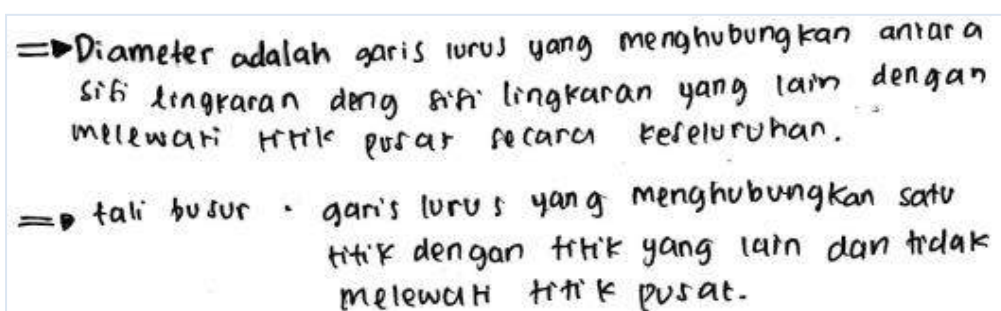 ⇒ Diameter adalah garis lurus yang menghubungkan antara
sisi lingkaran deng sisi lingkaran yang lain dengan
melewati titik pusat secara keseluruhan.
⇒ tali busur . garis lurus yang menghubungkan satu
titik dengan titik yang lain dan tidak
melewati titik pusat.